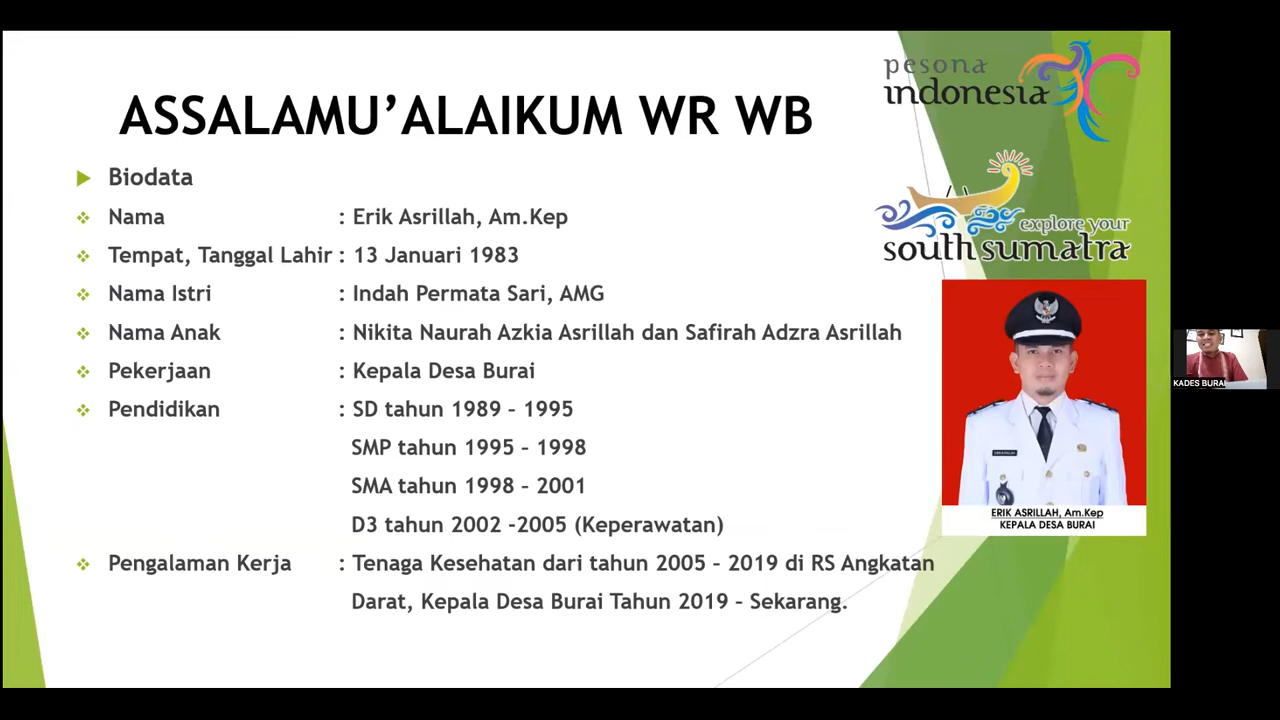 pesona
indonesia
ASSALAMU’ALAIKUM WR WB
Biodata
Nama : Erik Asrillah, Am.Kep
Tempat, Tanggal Lahir : 13 Januari 1983
Nama Istri : Indah Permata Sari, AMG
Nama Anak : Nikita Naurah Azkia Asrillah dan Safirah Adzra Asrillah
Pekerjaan : Kepala Desa Burai
Pendidikan : SD tahun 1989 – 1995
SMP tahun 1995 – 1998
SMA tahun 1998 – 2001
D3 tahun 2002 -2005 (Keperawatan)
Pengalaman Kerja : Tenaga Kesehatan dari tahun 2005 – 2019 di RS Angkatan
Darat, Kepala Desa Burai Tahun 2019 – Sekarang.
explore your
south sumatra
ERIK ASRILLAH, Am.Kep
KEPALA DESA BURAI
KADES BURAI